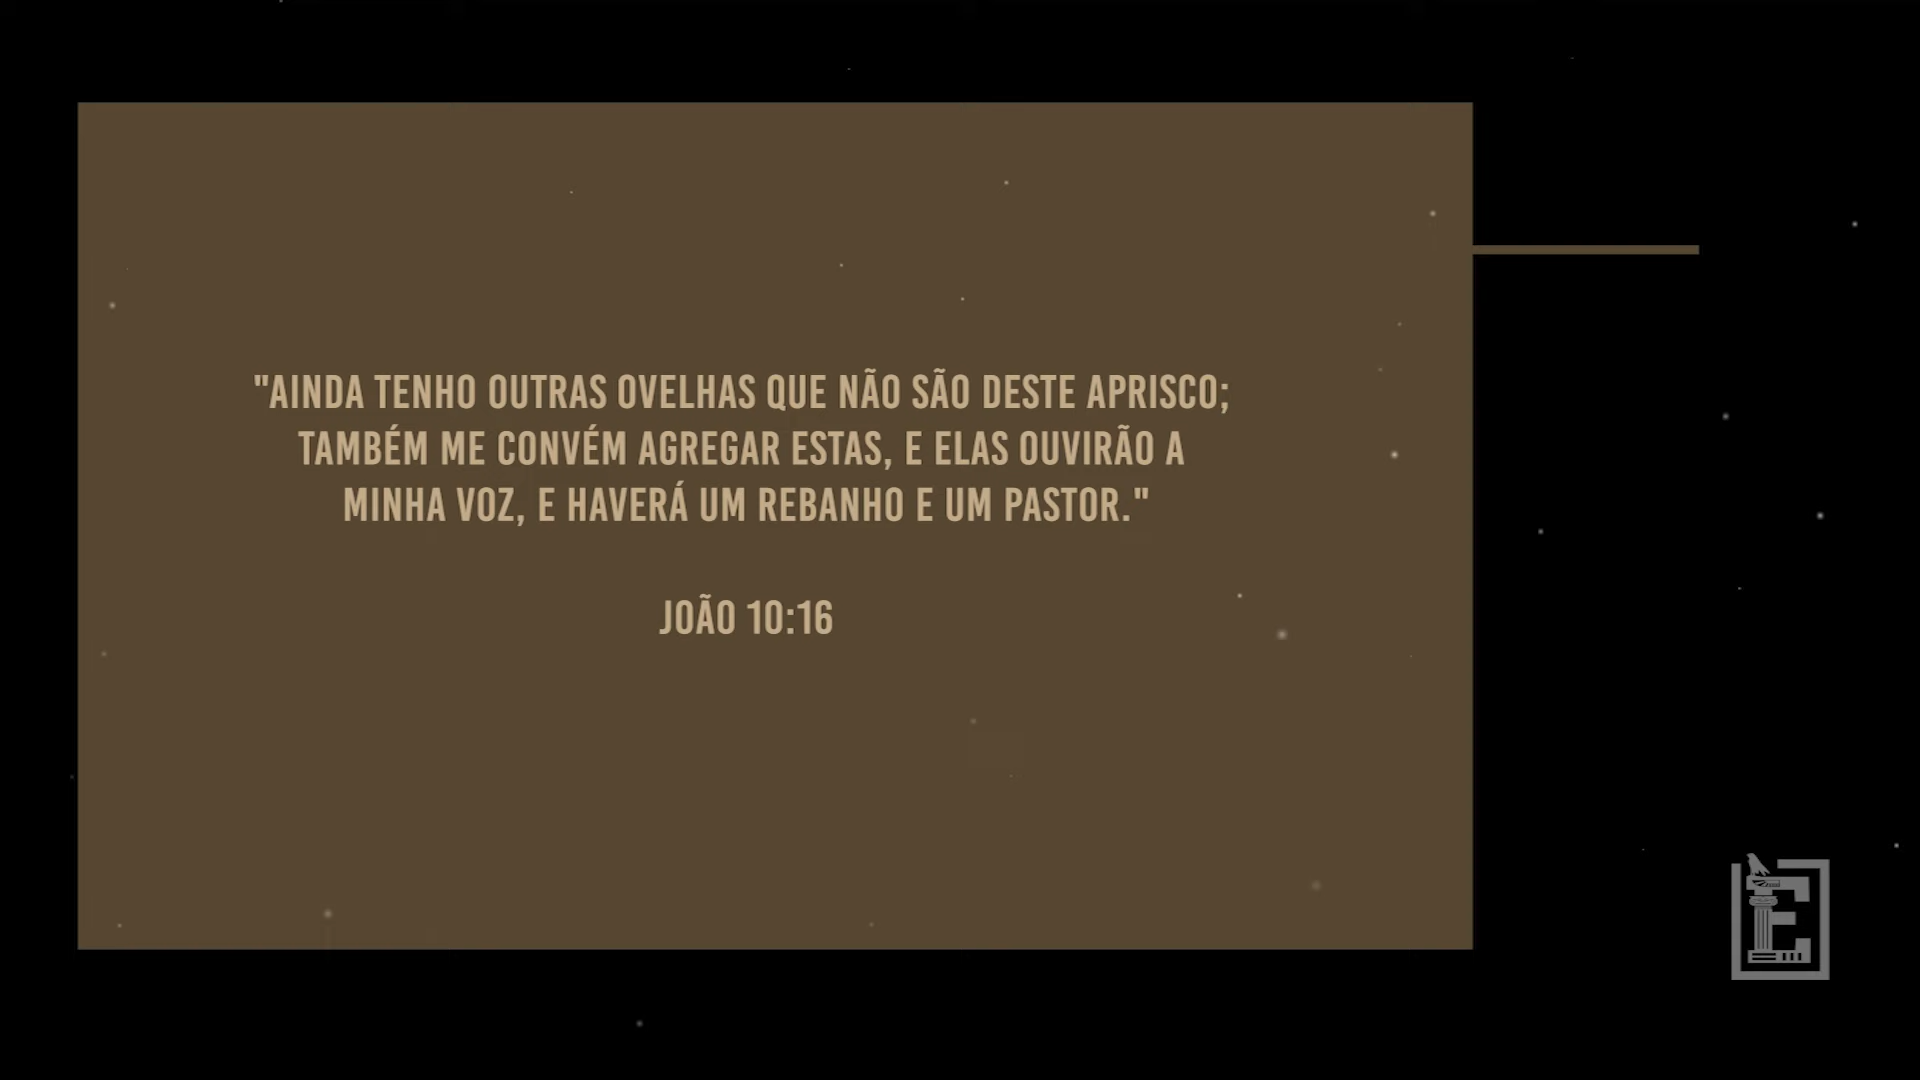 "AINDA TENHO OUTRAS OVELHAS QUE NÃO SÃO DESTE APRISCO;
TAMBÉM ME CONVÉM AGREGAR ESTAS, E ELAS OUVIRÃO A
MINHA VOZ, E HAVERÁ UM REBANHO E UM PASTOR."
JOÃO 10:16
E